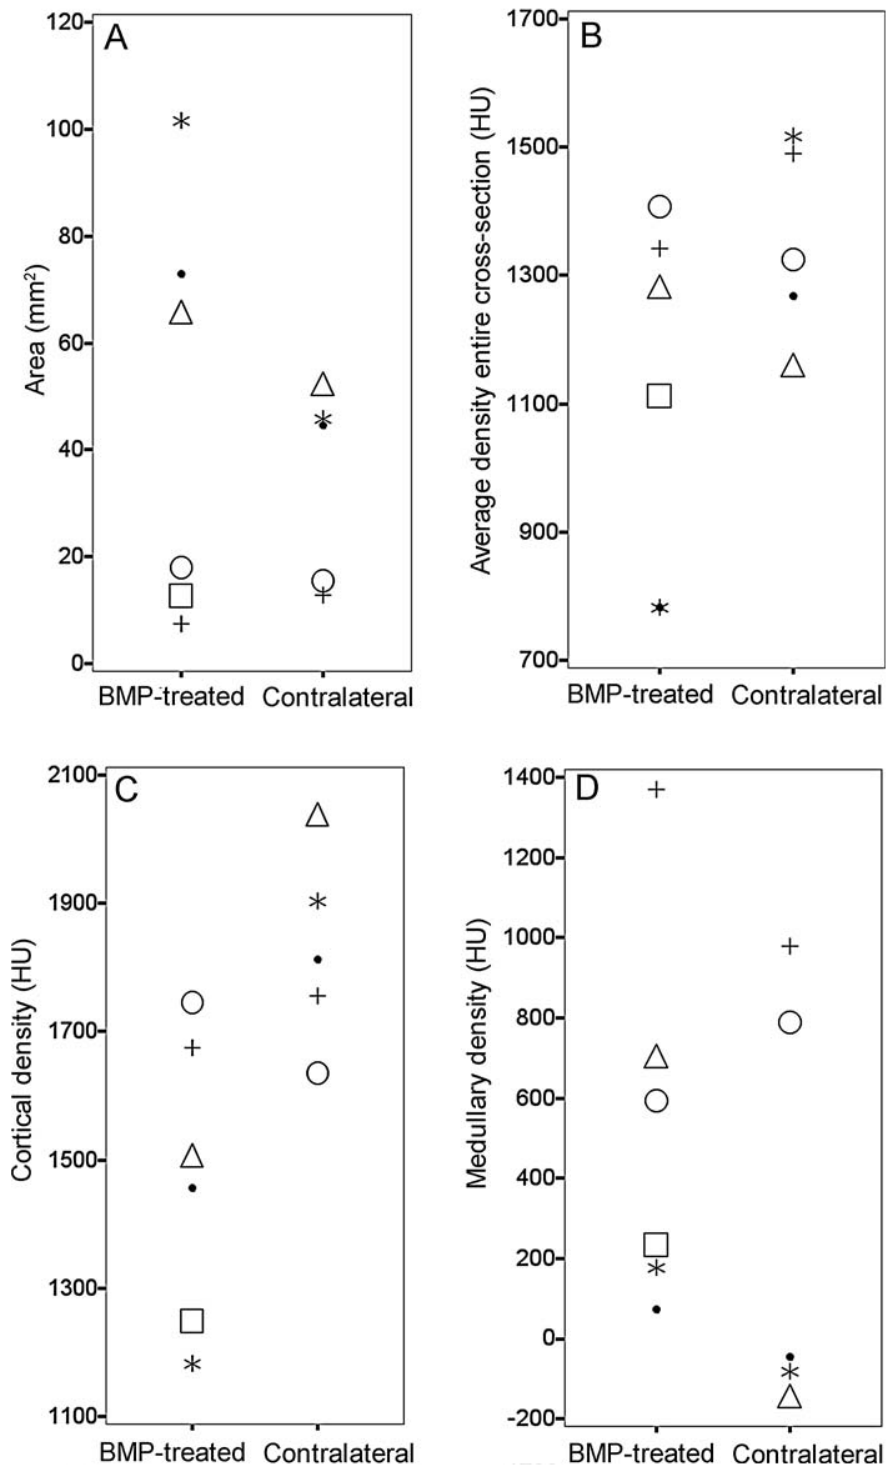 A
120
100
80
60
40
20
0
Area (mm²)
BMP-treated Contralateral
B
1700
1500
1300
1100
900
700
Average density entire cross-section (HU)
BMP-treated Contralateral
C
2100
1900
1700
1500
1300
1100
Cortical density (HU)
BMP-treated Contralateral
D
1400
1200
1000
800
600
400
200
0
-200
Medullary density (HU)
BMP-treated Contralateral